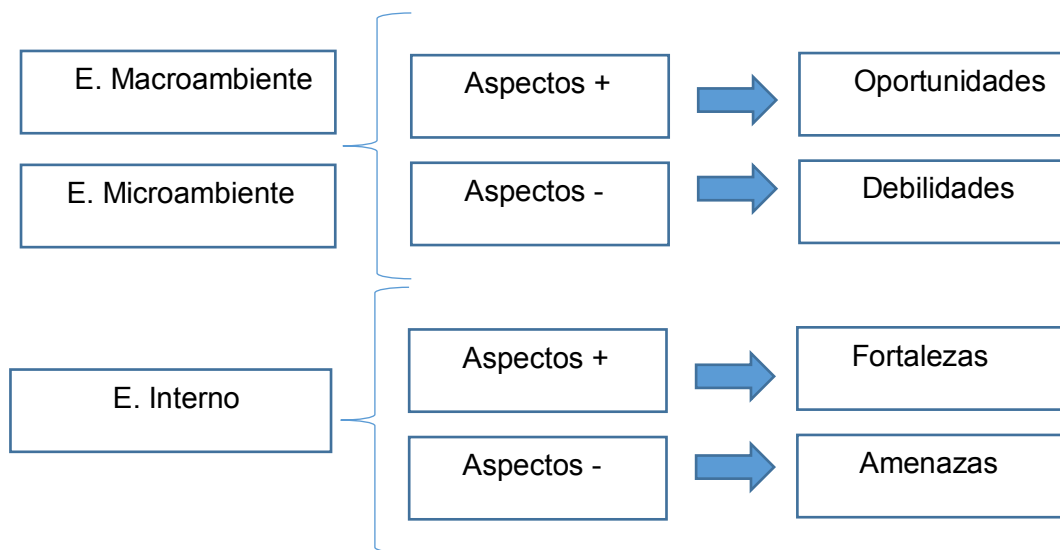 E. Macroambiente
Aspectos +
Oportunidades
E. Microambiente
Aspectos -
Debilidades
E. Interno
Aspectos +
Fortalezas
Aspectos -
Amenazas